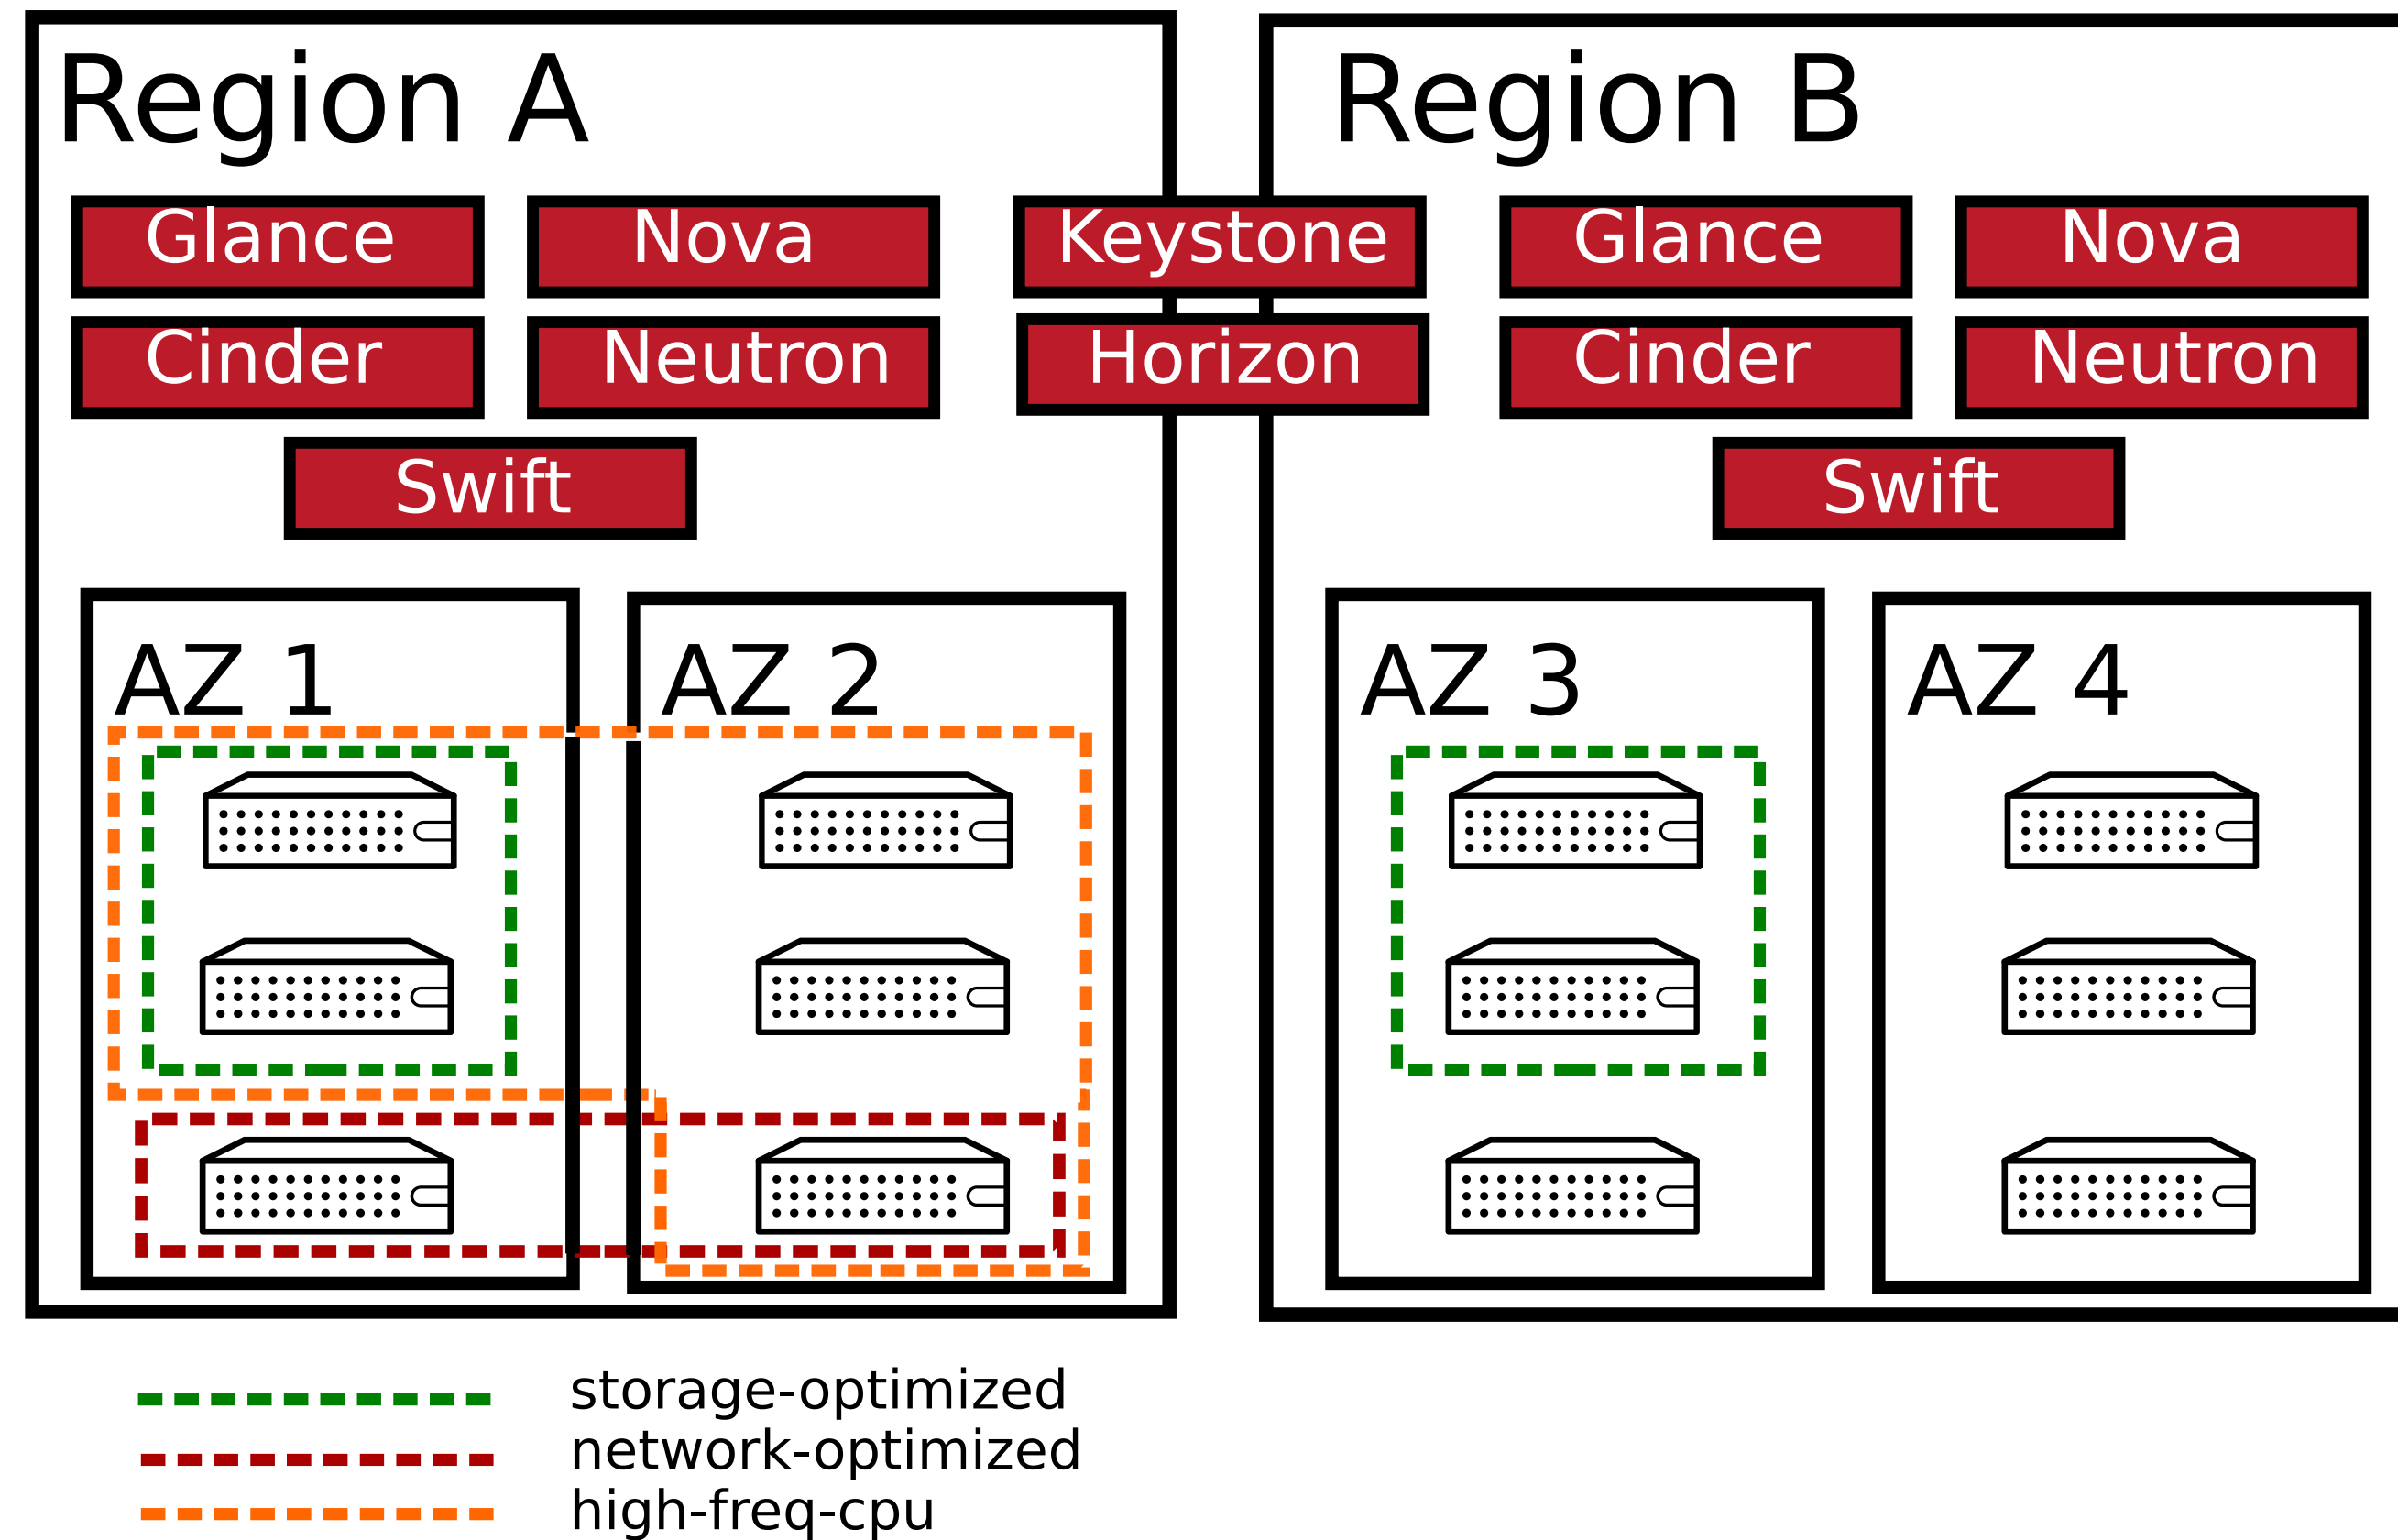 Region A
Region B
Glance
Nova
Keystone
Glance
Nova
Cinder
Neutron
Horizon
Cinder
Neutron
Swift
Swift
AZ 1
AZ 2
AZ 3
AZ 4
storage-optimized
network-optimized
high-freq-cpu